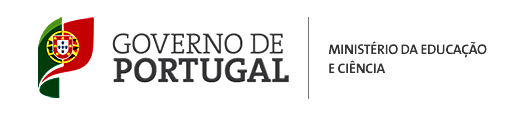 GOVERNO DE
PORTUGAL
MINISTÉRIO DA EDUCAÇÃO
E CIÊNCIA